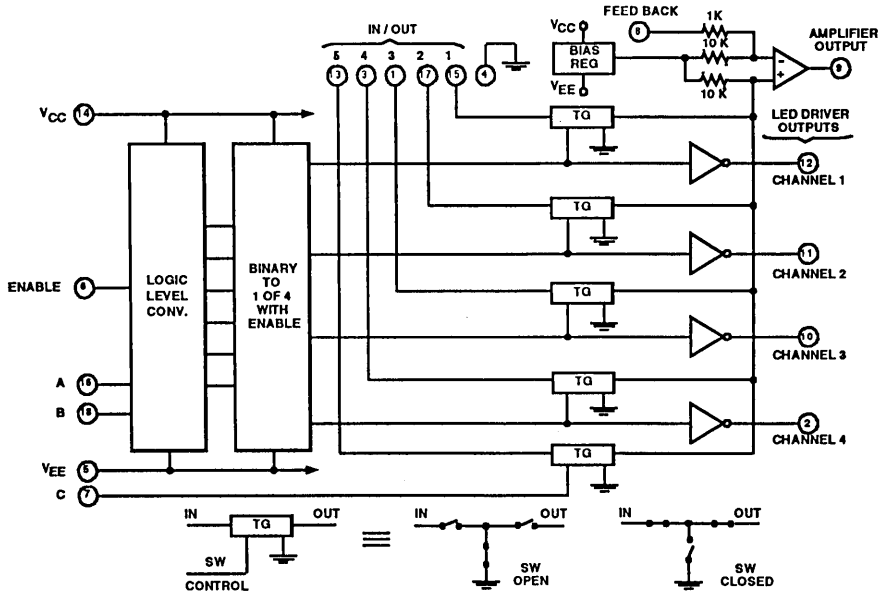 FEED BACK
8
1K
AMPLIFIER
OUTPUT
IN / OUT
VCC
10 K
5 4 3 2 1
BIAS
REG
−
+
9
13 3 1 17 15 4
VEE
10 K
VCC 14
TG
LED DRIVER
OUTPUTS
12
CHANNEL 1
TG
11
CHANNEL 2
ENABLE 6
LOGIC
LEVEL
CONV.
BINARY
TO
1 OF 4
WITH
ENABLE
TG
10
CHANNEL 3
A 16
B 18
TG
2
CHANNEL 4
VEE 5
TG
C 7
IN TG OUT
SW
CONTROL
IN OUT
SW
OPEN
IN OUT
SW
CLOSED